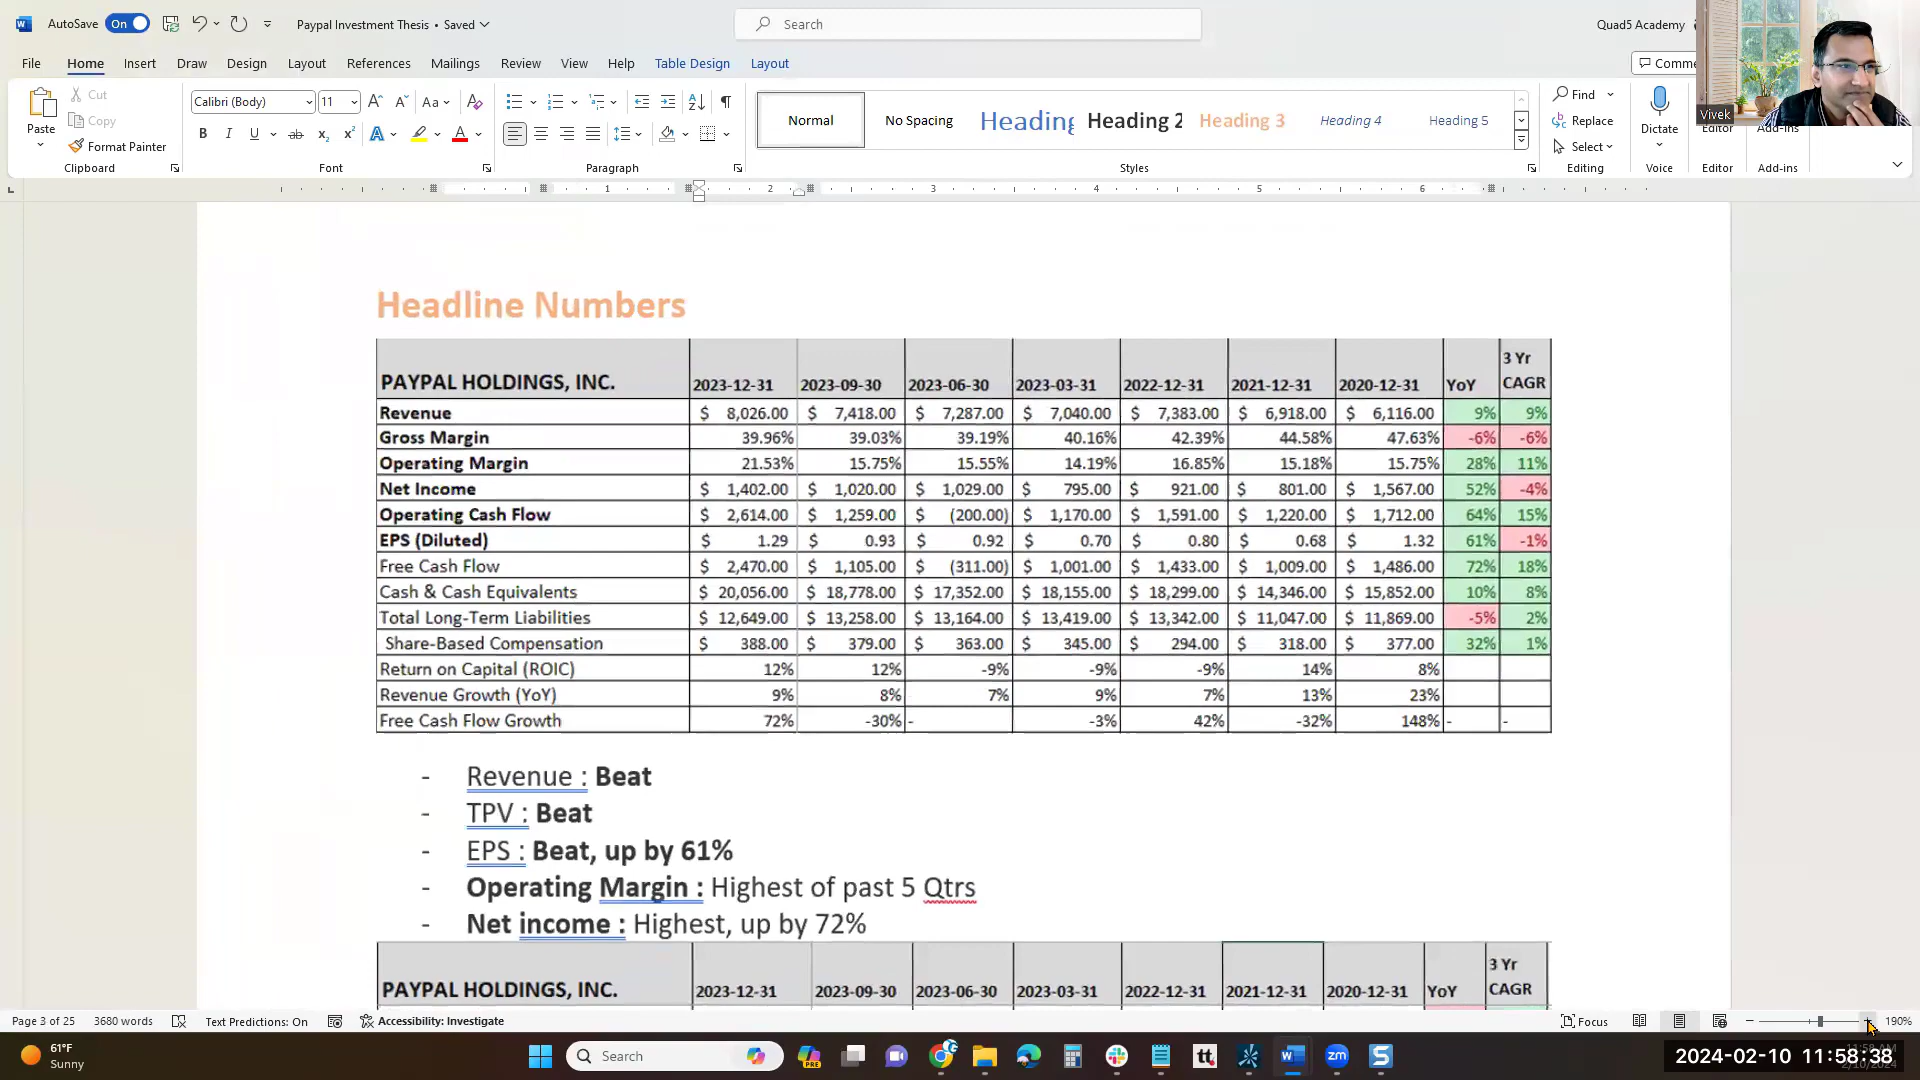 AutoSave On Paypal Investment Thesis • Saved Search Quad5 Academy
File Home Insert Draw Design Layout References Mailings Review View Help Table Design Layout
Cut
Copy
Format Painter
Paste
Clipboard
Calibri (Body) 11
Font
Paragraph
Normal No Spacing Heading Heading 2 Heading 3 Heading 4 Heading 5
Styles
Find
Replace
Select
Editing
Dictate
Voice
Editor
Editor
Add-ins
Add-ins
Vivek
1 2 3 4 5 6
Headline Numbers
PAYPAL HOLDINGS, INC. 2023-12-31 2023-09-30 2023-06-30 2023-03-31 2022-12-31 2021-12-31 2020-12-31 YoY 3 Yr CAGR
Revenue $ 8,026.00 $ 7,418.00 $ 7,287.00 $ 7,040.00 $ 7,383.00 $ 6,918.00 $ 6,116.00 9% 9%
Gross Margin 39.96% 39.03% 39.19% 40.16% 42.39% 44.58% 47.63% -6% -6%
Operating Margin 21.53% 15.75% 15.55% 14.19% 16.85% 15.18% 15.75% 28% 11%
Net Income $ 1,402.00 $ 1,020.00 $ 1,029.00 $ 795.00 $ 921.00 $ 801.00 $ 1,567.00 52% -4%
Operating Cash Flow $ 2,614.00 $ 1,259.00 $ (200.00) $ 1,170.00 $ 1,591.00 $ 1,220.00 $ 1,712.00 64% 15%
EPS (Diluted) $ 1.29 $ 0.93 $ 0.92 $ 0.70 $ 0.80 $ 0.68 $ 1.32 61% -1%
Free Cash Flow $ 2,470.00 $ 1,105.00 $ (311.00) $ 1,001.00 $ 1,433.00 $ 1,009.00 $ 1,486.00 72% 18%
Cash & Cash Equivalents $ 20,056.00 $ 18,778.00 $ 17,352.00 $ 18,155.00 $ 18,299.00 $ 14,346.00 $ 15,852.00 10% 8%
Total Long-Term Liabilities $ 12,649.00 $ 13,258.00 $ 13,164.00 $ 13,419.00 $ 13,342.00 $ 11,047.00 $ 11,869.00 -5% 2%
Share-Based Compensation $ 388.00 $ 379.00 $ 363.00 $ 345.00 $ 294.00 $ 318.00 $ 377.00 32% 1%
Return on Capital (ROIC) 12% 12% -9% -9% -9% 14% 8%
Revenue Growth (YoY) 9% 8% 7% 9% 7% 13% 23%
Free Cash Flow Growth 72% -30% - -3% 42% -32% 148% - -
- Revenue : Beat
- TPV : Beat
- EPS : Beat, up by 61%
- Operating Margin : Highest of past 5 Qtrs
- Net income : Highest, up by 72%
PAYPAL HOLDINGS, INC. 2023-12-31 2023-09-30 2023-06-30 2023-03-31 2022-12-31 2021-12-31 2020-12-31 YoY 3 Yr CAGR
Page 3 of 25 3680 words Text Predictions: On Accessibility: Investigate Focus 190%
61°F
Sunny
Search
2024-02-10 11:58:38